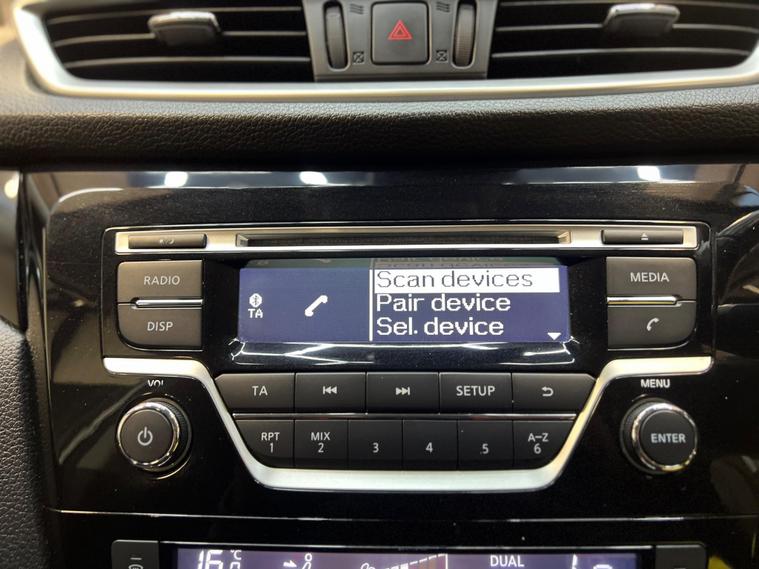 Scan devices
RADIO
MEDIA
TA
Pair device
DISP
Sel. device
VOL
TA
SETUP
MENU
RPT
1
MIX
2
3
4
5
A-Z
6
ENTER
16 °C
DUAL